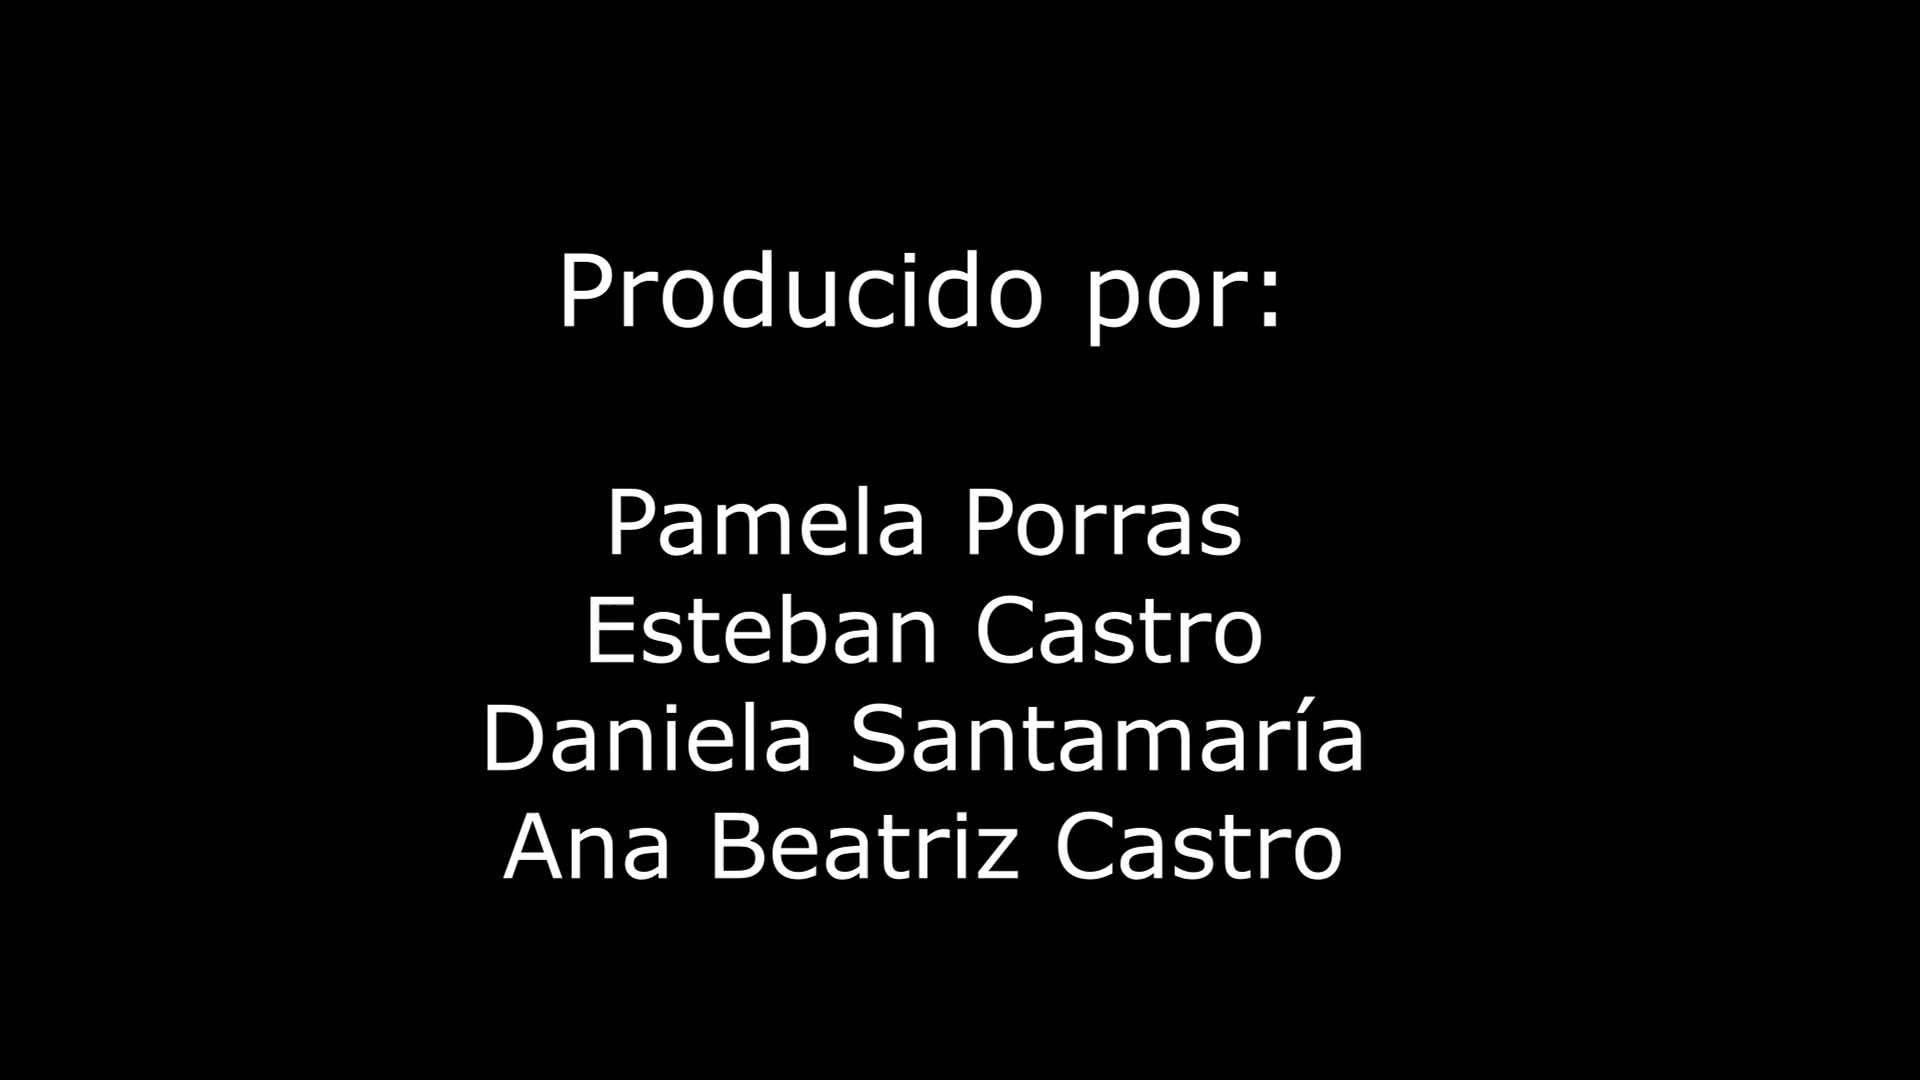 Producido por:
Pamela Porras
Esteban Castro
Daniela Santamaría
Ana Beatriz Castro